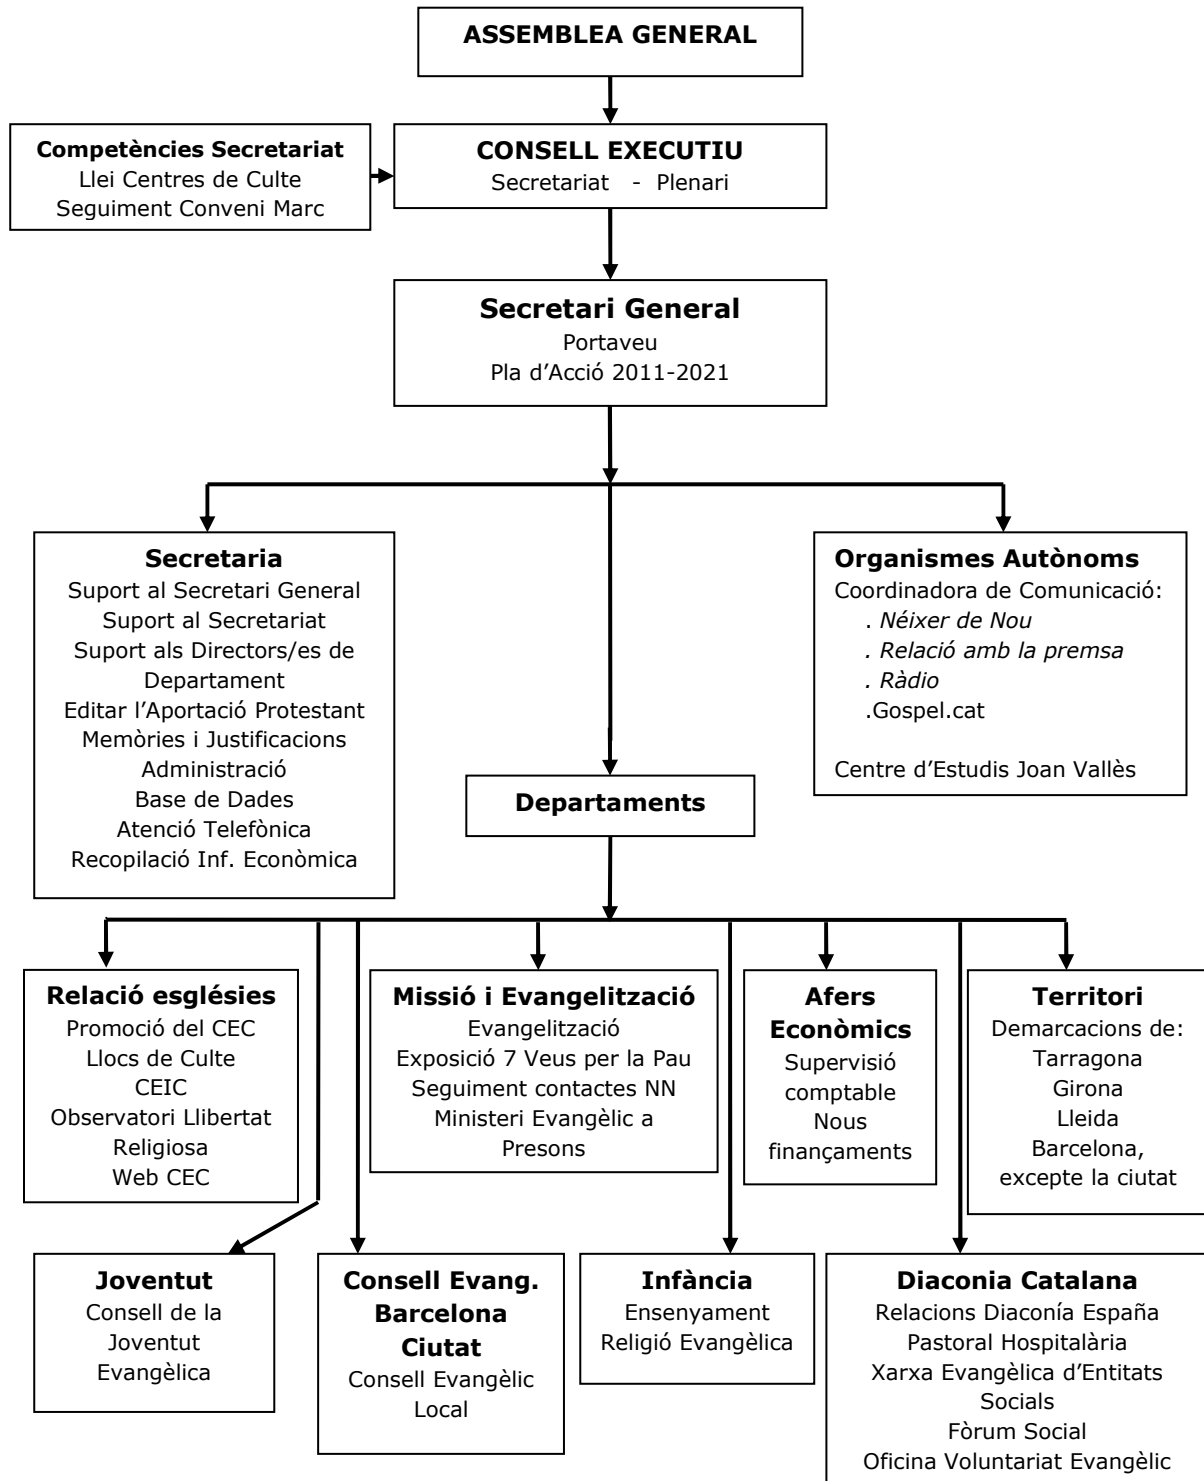 ASSEMBLEA GENERAL
Competències Secretariat
Llei Centres de Culte
Seguiment Conveni Marc
CONSELL EXECUTIU
Secretariat - Plenari
Secretari General
Portaveu
Pla d’Acció 2011-2021
Secretaria
Suport al Secretari General
Suport al Secretariat
Suport als Directors/es de
Departament
Editar l’Aportació Protestant
Memòries i Justificacions
Administració
Base de Dades
Atenció Telefònica
Recopilació Inf. Econòmica
Organismes Autònoms
Coordinadora de Comunicació:
. Néixer de Nou
. Relació amb la premsa
. Ràdio
.Gospel.cat
Centre d’Estudis Joan Vallès
Departaments
Relació esglésies
Promoció del CEC
Llocs de Culte
CEIC
Observatori Llibertat
Religiosa
Web CEC
Missió i Evangelització
Evangelització
Exposició 7 Veus per la Pau
Seguiment contactes NN
Ministeri Evangèlic a
Presons
Afers
Econòmics
Supervisió
comptable
Nous
finançaments
Territori
Demarcacions de:
Tarragona
Girona
Lleida
Barcelona,
excepte la ciutat
Joventut
Consell de la
Joventut
Evangèlica
Consell Evang.
Barcelona
Ciutat
Consell Evangèlic
Local
Infància
Ensenyament
Religió Evangèlica
Diaconia Catalana
Relacions Diaconía España
Pastoral Hospitalària
Xarxa Evangèlica d’Entitats
Socials
Fòrum Social
Oficina Voluntariat Evangèlic